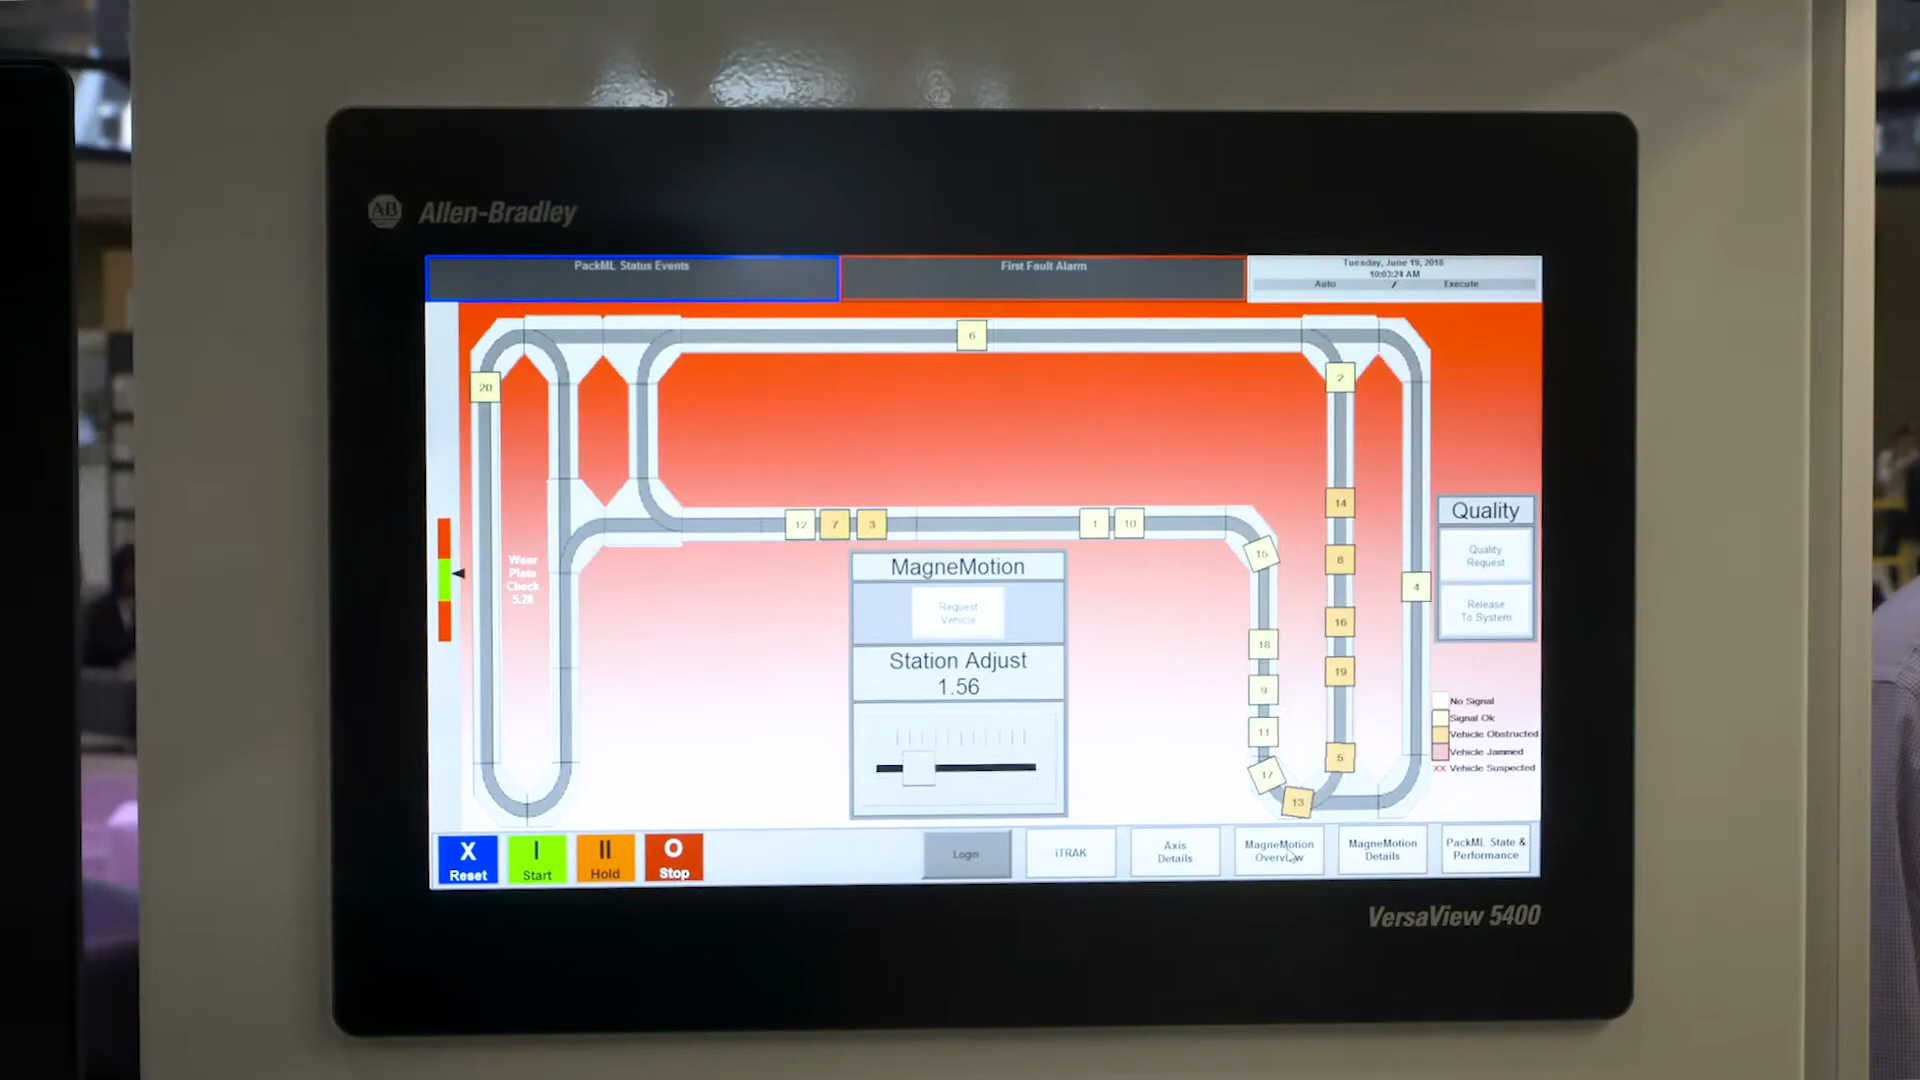 AB Allen-Bradley
PackML Status Events
First Fault Alarm
Tuesday, June 19, 2018
10:03:24 AM
Auto / Execute
6
20
2
14
12 7 3
1 10
15
8
4
16
18
19
9
11
5
17
13
Wear
Plate
Check
5.28
MagneMotion
Request
Vehicle
Station Adjust
1.56
Quality
Quality
Request
Release
To System
No Signal
Signal Ok
Vehicle Obstructed
Vehicle Jammed
XX Vehicle Suspected
X
Reset
I
Start
II
Hold
O
Stop
Login
iTRAK
Axis
Details
MagneMotion
Overview
MagneMotion
Details
PackML State &
Performance
VersaView 5400